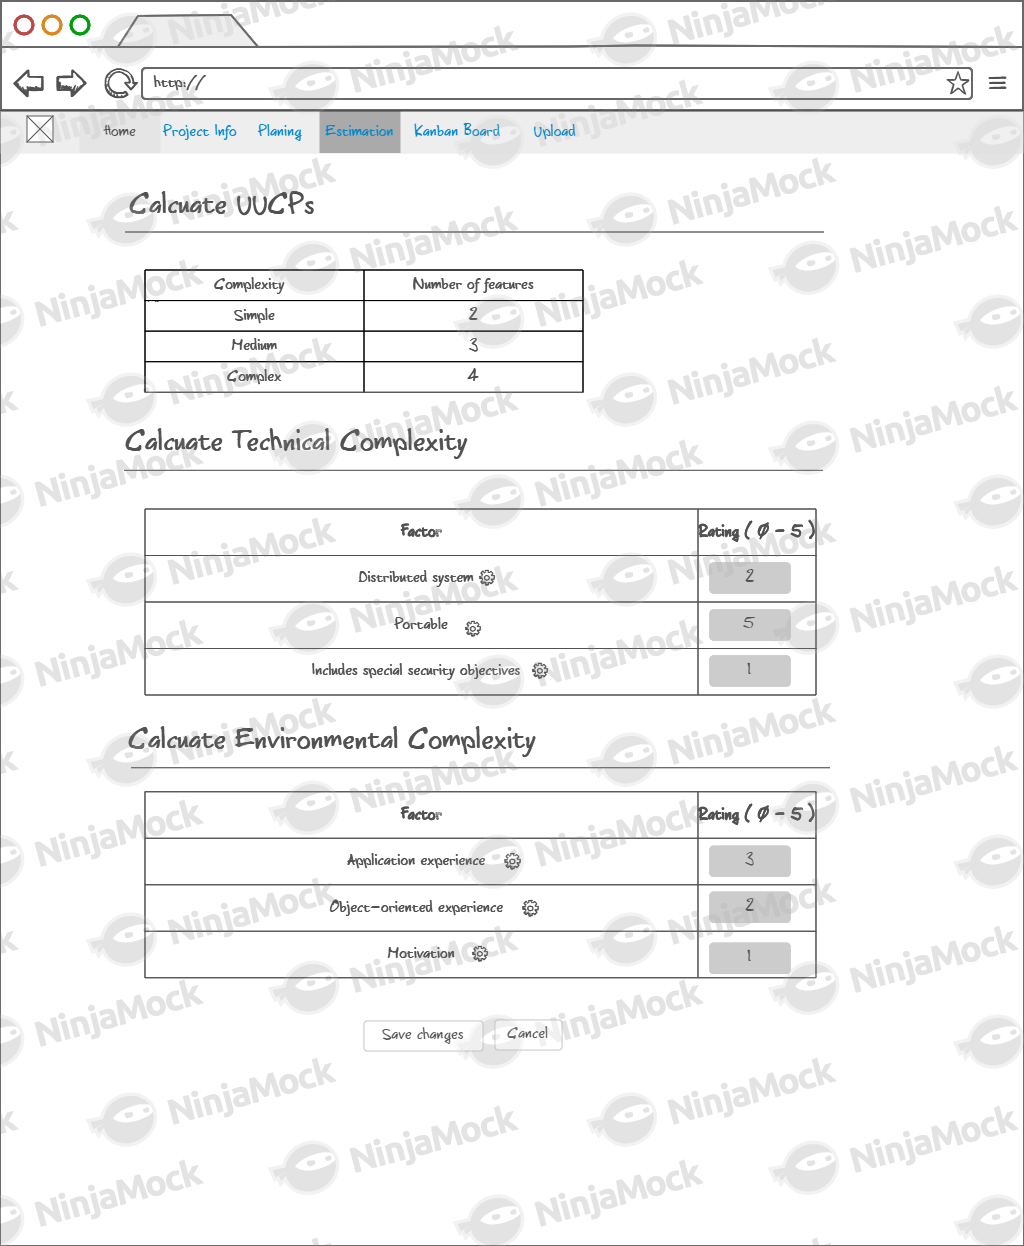 http://
Home Project Info Planing Estimation Kanban Board Upload
Calcuate UUCPs
Complexity Number of features
Simple 2
Medium 3
Complex 4
Calcuate Technical Complexity
Factor Rating ( 0 - 5 )
Distributed system 2
Portable 5
Includes special security objectives 1
Calcuate Environmental Complexity
Factor Rating ( 0 - 5 )
Application experience 3
Object-oriented experience 2
Motivation 1
Save changes Cancel
NinjaMock